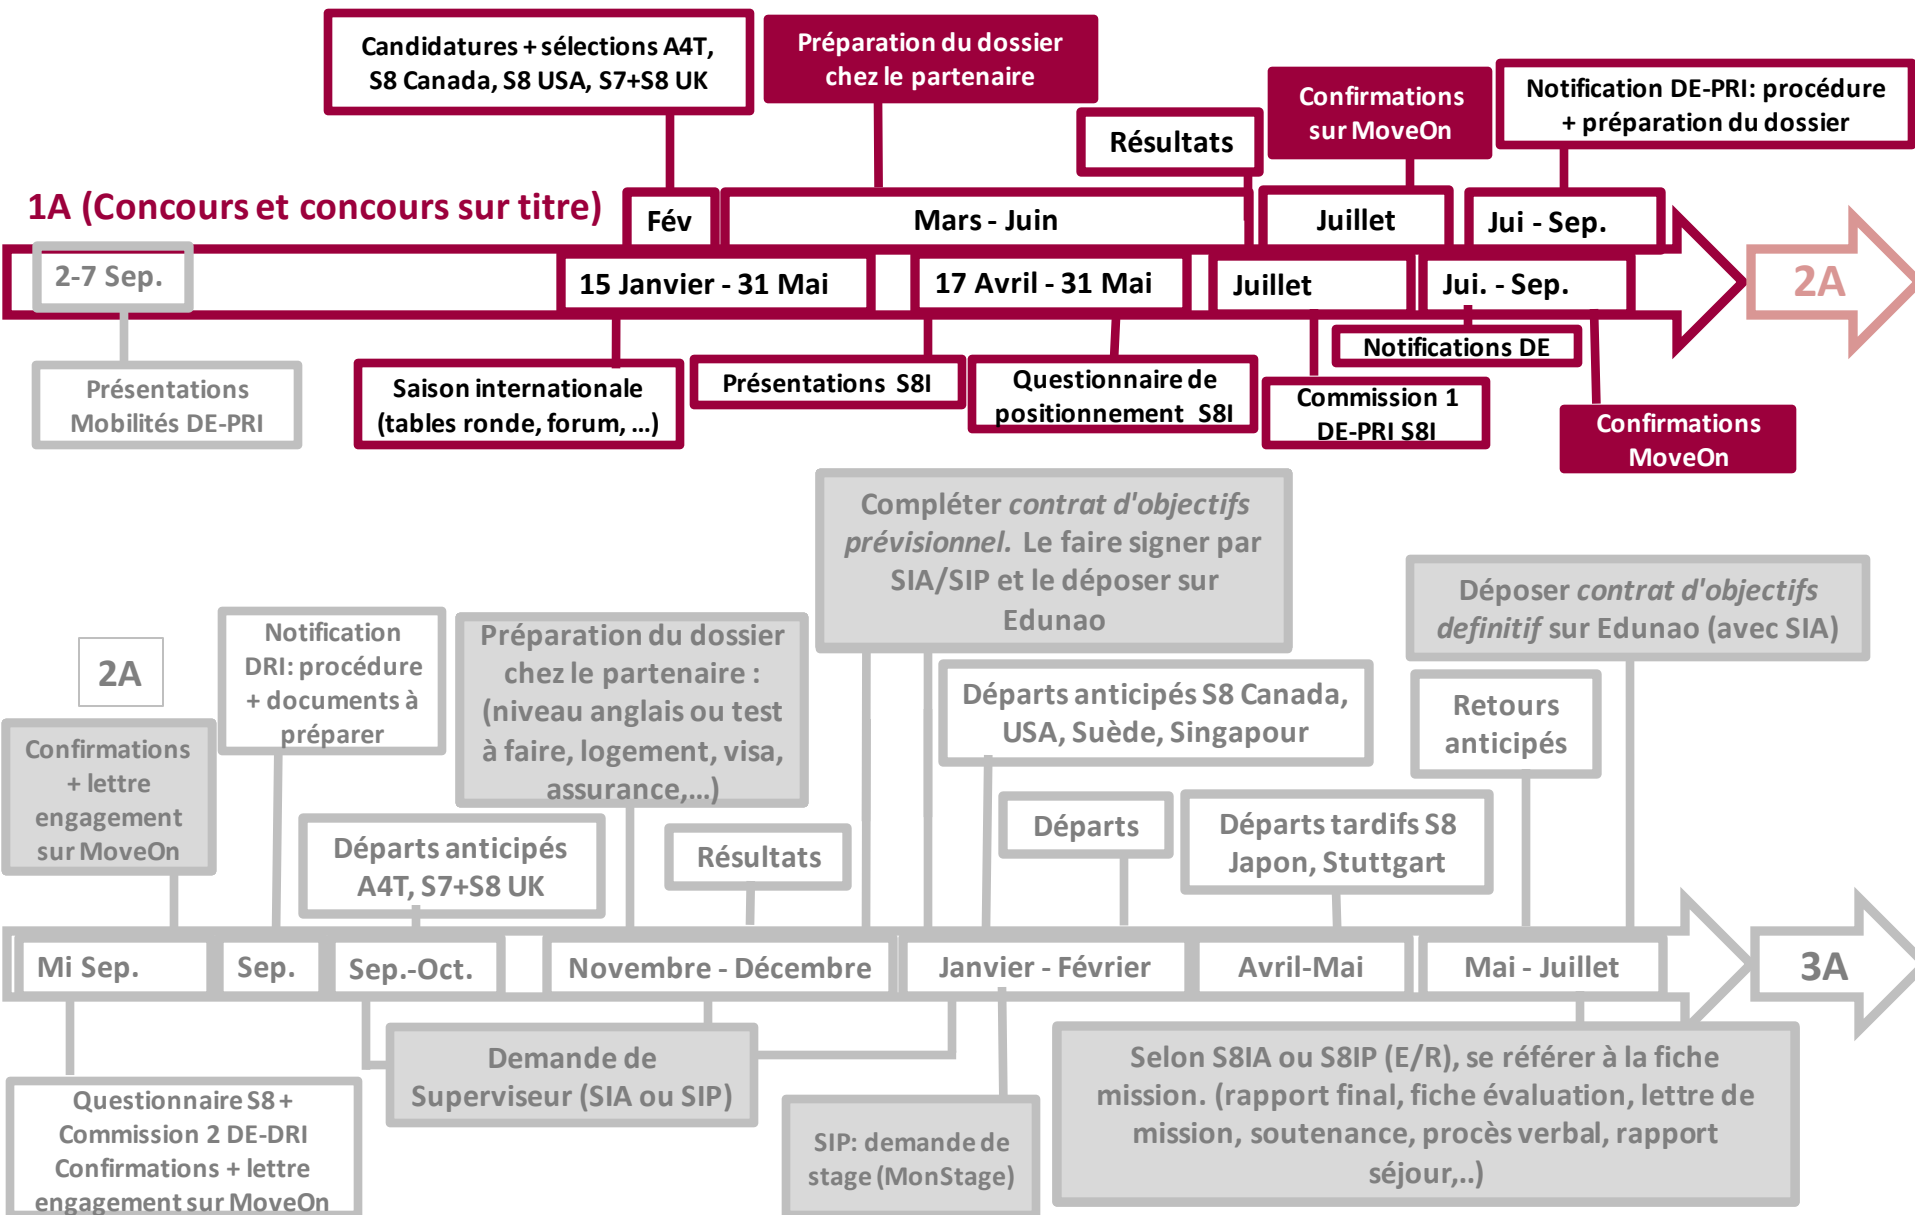 Candidatures + sélections A4T,
S8 Canada, S8 USA, S7+S8 UK
Préparation du dossier
chez le partenaire
Résultats
Confirmations
sur MoveOn
Notification DE-PRI: procédure
+ préparation du dossier
1A (Concours et concours sur titre)
Fév
Mars - Juin
Juillet
Jui - Sep.
2-7 Sep.
15 Janvier - 31 Mai
17 Avril - 31 Mai
Juillet
Jui. - Sep.
2A
Présentations
Mobilités DE-PRI
Saison internationale
(tables ronde, forum, ...)
Présentations S8I
Questionnaire de
positionnement S8I
Commission 1
DE-PRI S8I
Notifications DE
Confirmations
MoveOn
2A
Confirmations
+ lettre
engagement
sur MoveOn
Notification
DRI: procédure
+ documents à
préparer
Départs anticipés
A4T, S7+S8 UK
Préparation du dossier
chez le partenaire :
(niveau anglais ou test
à faire, logement, visa,
assurance,...)
Résultats
Compléter contrat d'objectifs
prévisionnel. Le faire signer par
SIA/SIP et le déposer sur
Edunao
Départs anticipés S8 Canada,
USA, Suède, Singapour
Départs
Départs tardifs S8
Japon, Stuttgart
Retours
anticipés
Déposer contrat d'objectifs
definitif sur Edunao (avec SIA)
Mi Sep.
Sep.
Sep.-Oct.
Novembre - Décembre
Janvier - Février
Avril-Mai
Mai - Juillet
3A
Questionnaire S8 +
Commission 2 DE-DRI
Confirmations + lettre
engagement sur MoveOn
Demande de
Superviseur (SIA ou SIP)
SIP: demande de
stage (MonStage)
Selon S8IA ou S8IP (E/R), se référer à la fiche
mission. (rapport final, fiche évaluation, lettre de
mission, soutenance, procès verbal, rapport
séjour,..)